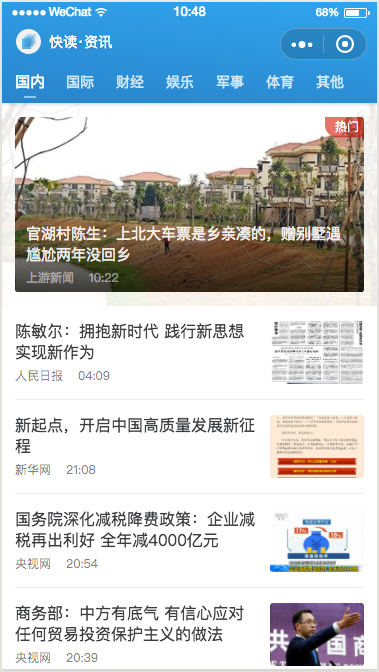 WeChat 10:48 68%
快读·资讯
国内 国际 财经 娱乐 军事 体育 其他
热门
官湖村陈生：上北大车票是乡亲凑的，赠别墅遇
尴尬两年没回乡
上游新闻 10:22
陈敏尔：拥抱新时代 践行新思想
实现新作为
人民日报 04:09
新起点，开启中国高质量发展新征
程
新华网 21:08
国务院深化减税降费政策：企业减
税再出利好 全年减4000亿元
央视网 20:54
商务部：中方有底气 有信心应对
任何贸易投资保护主义的做法
央视网 20:39